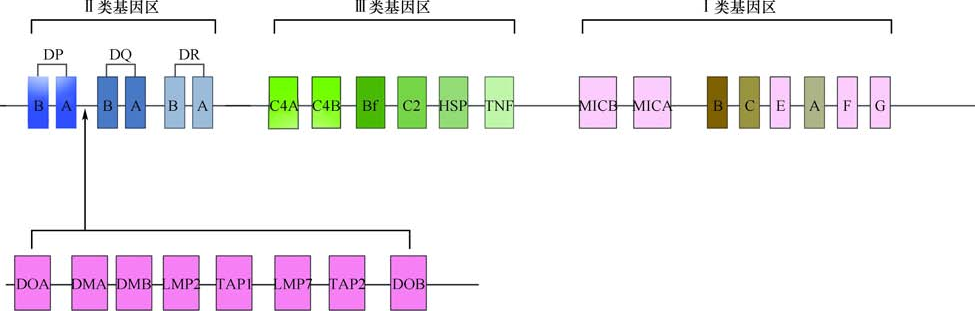 Ⅱ类基因区 Ⅲ类基因区 Ⅰ类基因区
DP DQ DR
B A B A B A C4A C4B Bf C2 HSP TNF MICB MICA B C E A F G
DOA DMA DMB LMP2 TAP1 LMP7 TAP2 DOB